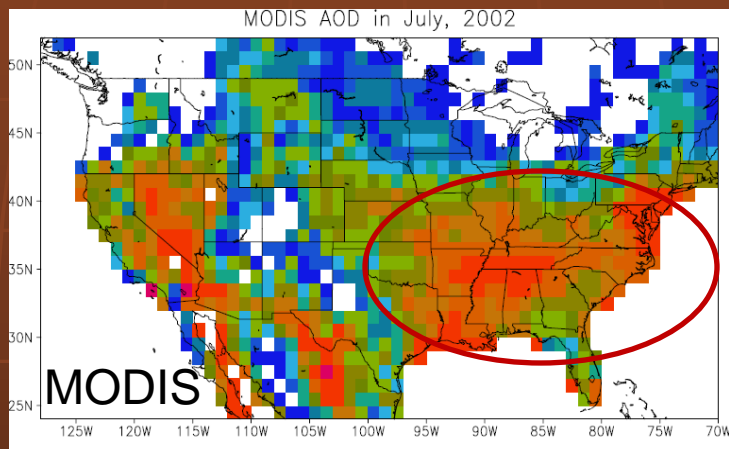 MODIS AOD in July, 2002
50N
45N
40N
35N
30N
25N
MODIS
125W 120W 115W 110W 105W 100W 95W 90W 85W 80W 75W 70W